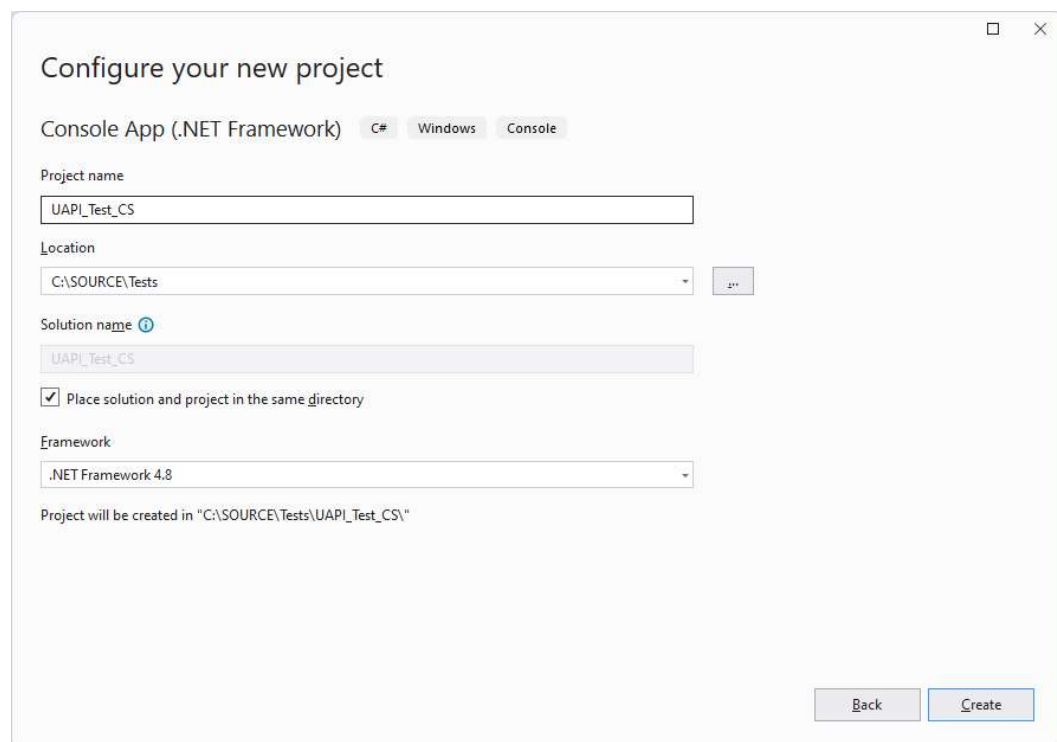 Configure your new project
Console App (.NET Framework) C# Windows Console
Project name
UAPI_Test_CS
Location
C:\SOURCE\Tests
...
Solution name
UAPI_Test_CS
Place solution and project in the same directory
Framework
.NET Framework 4.8
Project will be created in "C:\SOURCE\Tests\UAPI_Test_CS\"
Back Create